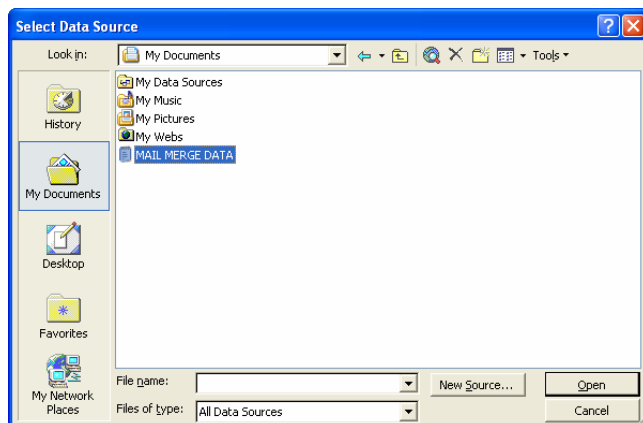 Select Data Source
Look in: My Documents Tools
History
My Documents
Desktop
Favorites
My Network
Places
My Data Sources
My Music
My Pictures
My Webs
MAIL MERGE DATA
File name: New Source... Open
Files of type: All Data Sources Cancel